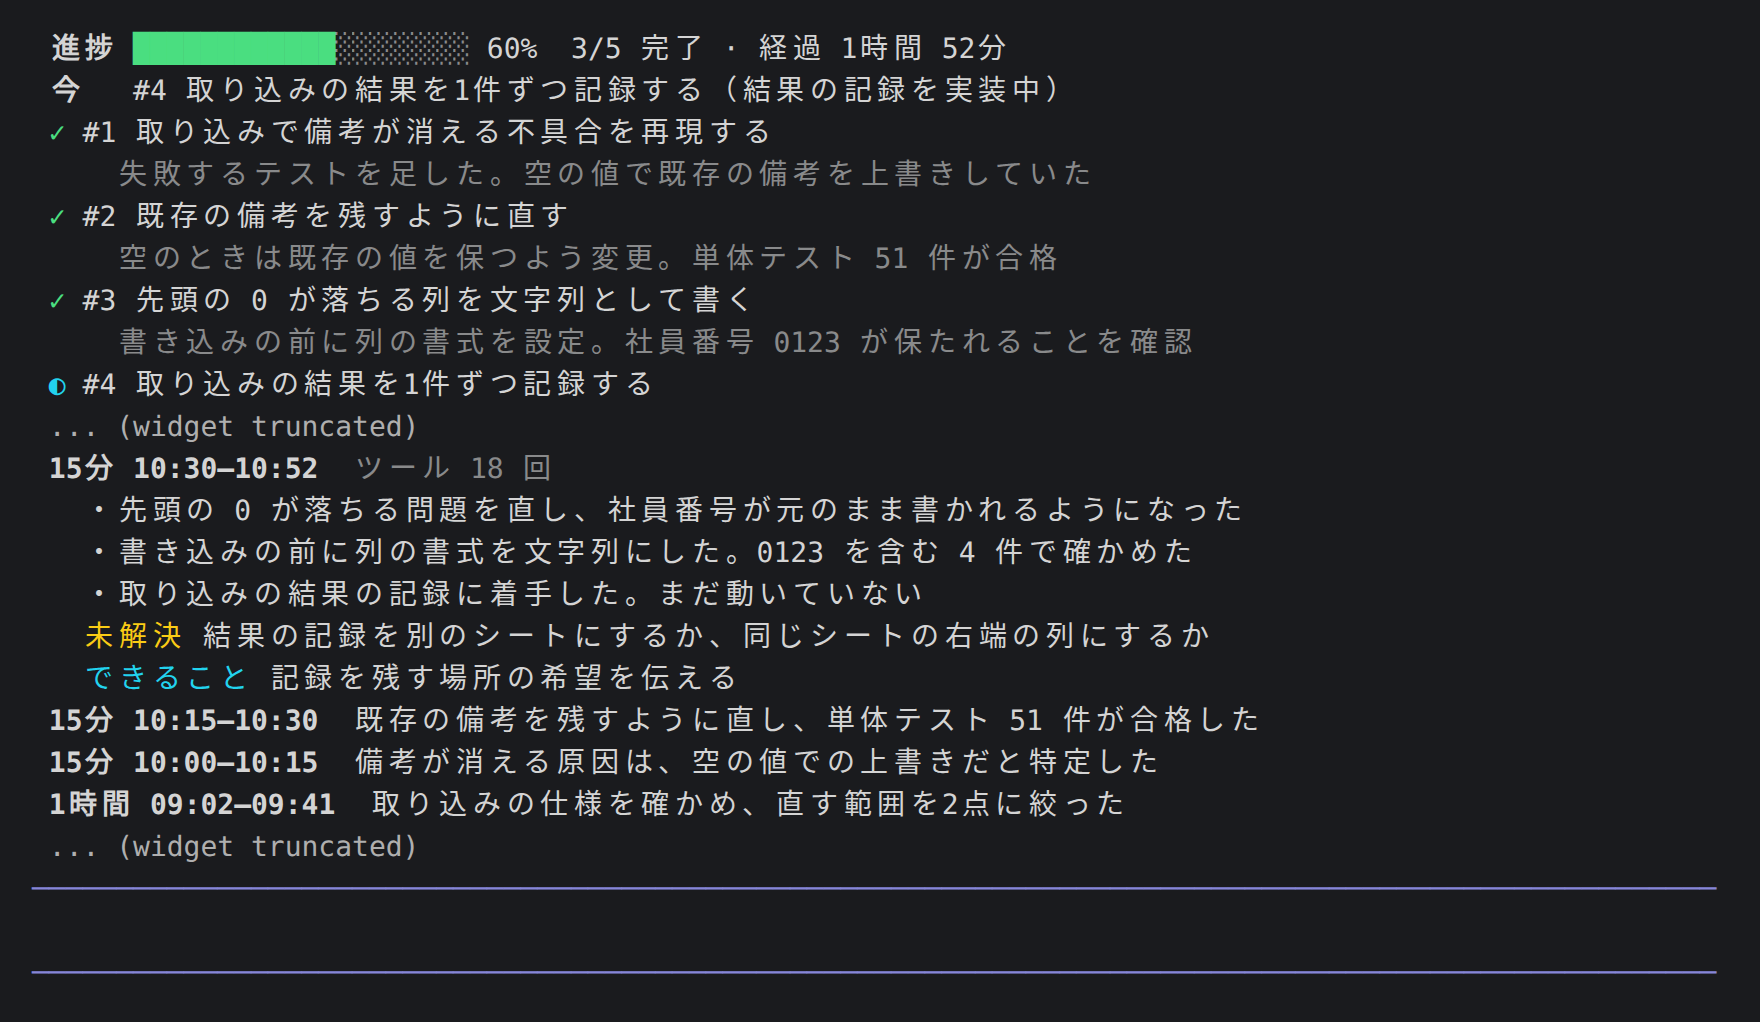 進捗 ████████████░░░░░░░░ 60%  3/5 完了 · 経過 1時間 52分
今   #4 取り込みの結果を1件ずつ記録する（結果の記録を実装中）
✓ #1 取り込みで備考が消える不具合を再現する
失敗するテストを足した。空の値で既存の備考を上書きしていた
✓ #2 既存の備考を残すように直す
空のときは既存の値を保つよう変更。単体テスト 51 件が合格
✓ #3 先頭の 0 が落ちる列を文字列として書く
書き込みの前に列の書式を設定。社員番号 0123 が保たれることを確認
◐ #4 取り込みの結果を1件ずつ記録する
... (widget truncated)
15分 10:30–10:52  ツール 18 回
・先頭の 0 が落ちる問題を直し、社員番号が元のまま書かれるようになった
・書き込みの前に列の書式を文字列にした。0123 を含む 4 件で確かめた
・取り込みの結果の記録に着手した。まだ動いていない
未解決 結果の記録を別のシートにするか、同じシートの右端の列にするか
できること 記録を残す場所の希望を伝える
15分 10:15–10:30  既存の備考を残すように直し、単体テスト 51 件が合格した
15分 10:00–10:15  備考が消える原因は、空の値での上書きだと特定した
1時間 09:02–09:41  取り込みの仕様を確かめ、直す範囲を2点に絞った
... (widget truncated)